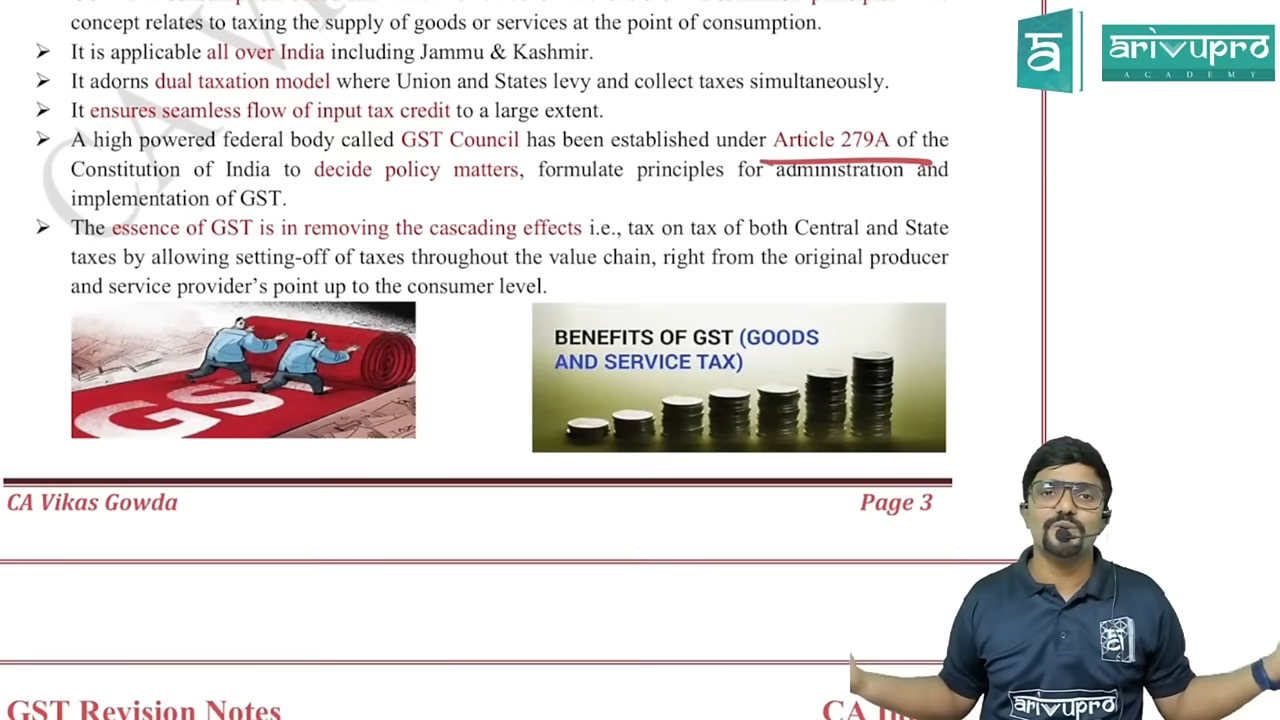 concept relates to taxing the supply of goods or services at the point of consumption.
➢ It is applicable all over India including Jammu & Kashmir.
➢ It adorns dual taxation model where Union and States levy and collect taxes simultaneously.
➢ It ensures seamless flow of input tax credit to a large extent.
➢ A high powered federal body called GST Council has been established under Article 279A of the
Constitution of India to decide policy matters, formulate principles for administration and
implementation of GST.
➢ The essence of GST is in removing the cascading effects i.e., tax on tax of both Central and State
taxes by allowing setting-off of taxes throughout the value chain, right from the original producer
and service provider's point up to the consumer level.
GS
BENEFITS OF GST (GOODS
AND SERVICE TAX)
CA Vikas Gowda
Page 3
GST Revision Notes
CA
arivupro
ACADEMY
arivupro